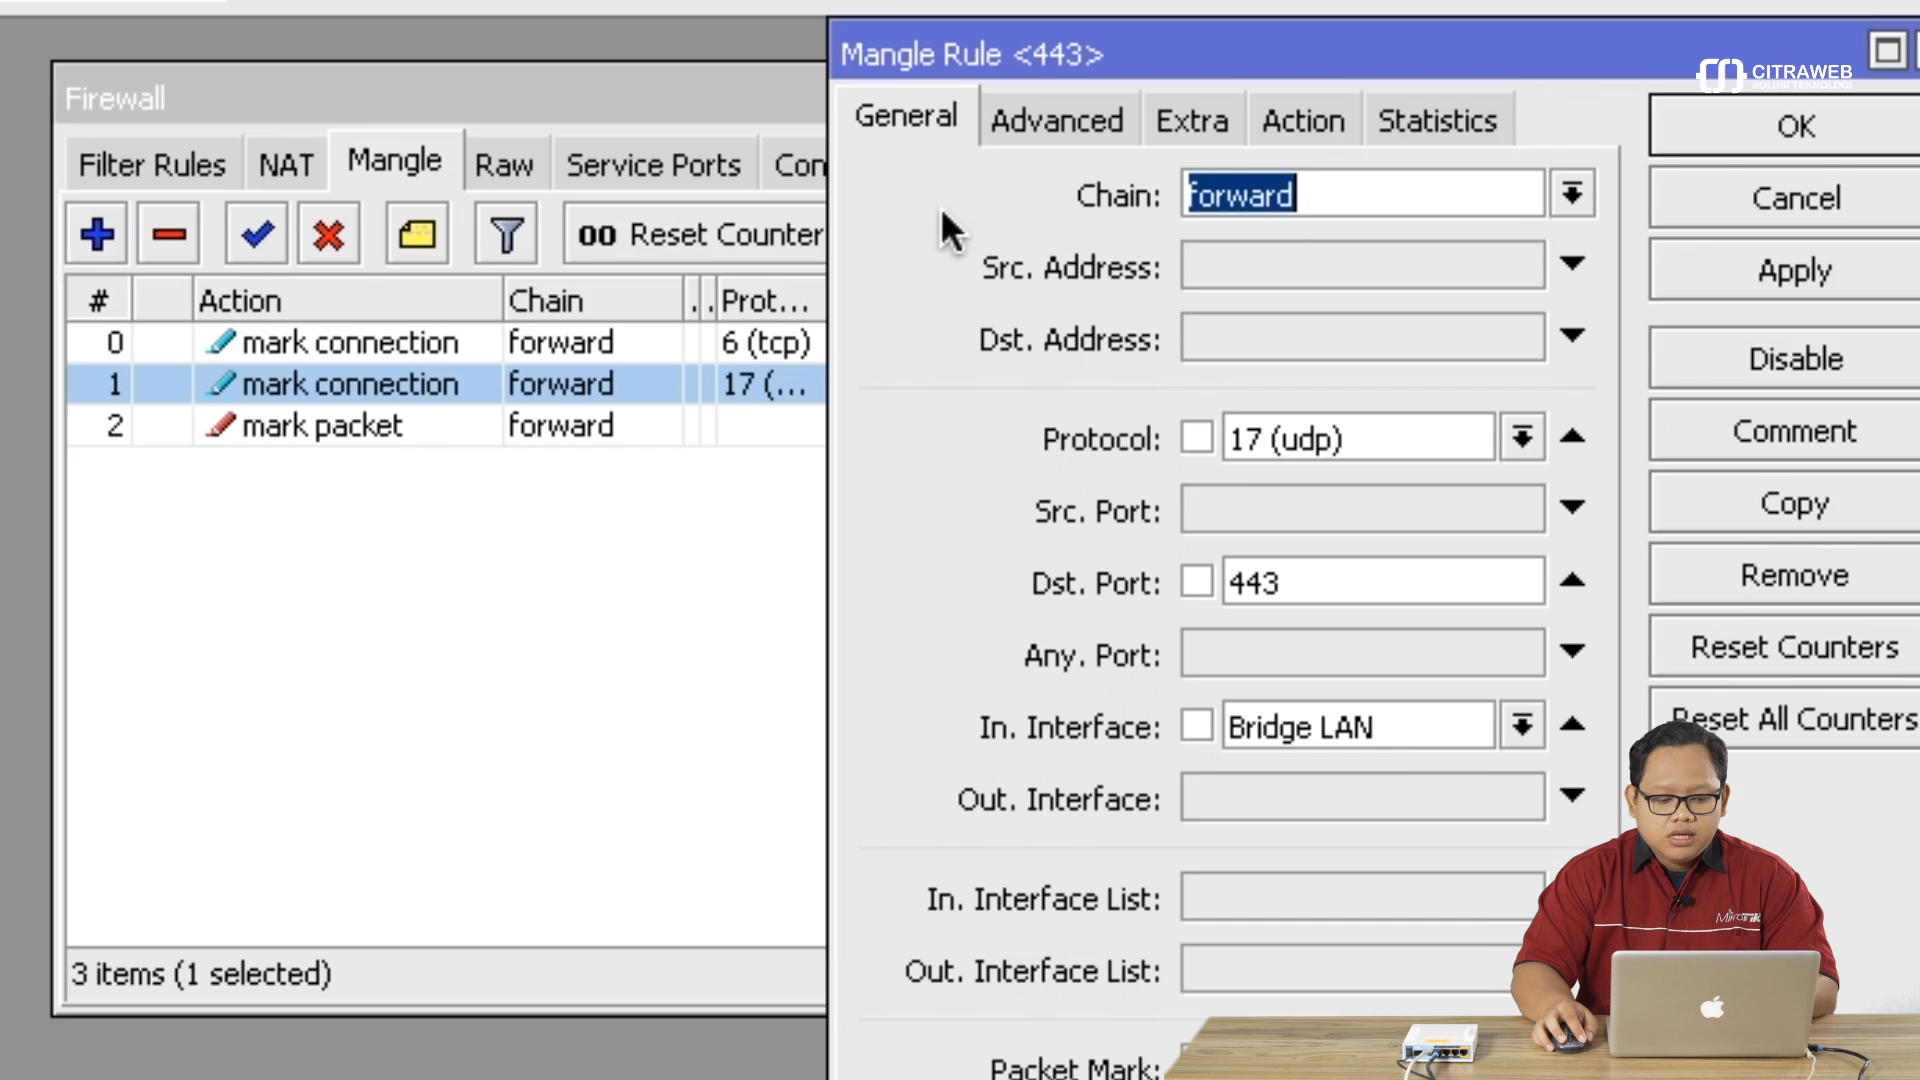 Mangle Rule <443>
CITRAWEB
SOLUSI TEKNOLOGI
Firewall
Filter Rules NAT Mangle Raw Service Ports Con
00 Reset Counter
# Action Chain . . Prot...
0 mark connection forward 6 (tcp)
1 mark connection forward 17 (...
2 mark packet forward
3 items (1 selected)
General Advanced Extra Action Statistics
Chain: forward
Src. Address:
Dst. Address:
Protocol: 17 (udp)
Src. Port:
Dst. Port: 443
Any. Port:
In. Interface: Bridge LAN
Out. Interface:
In. Interface List:
Out. Interface List:
Packet Mark:
OK
Cancel
Apply
Disable
Comment
Copy
Remove
Reset Counters
Reset All Counters
MikroTik